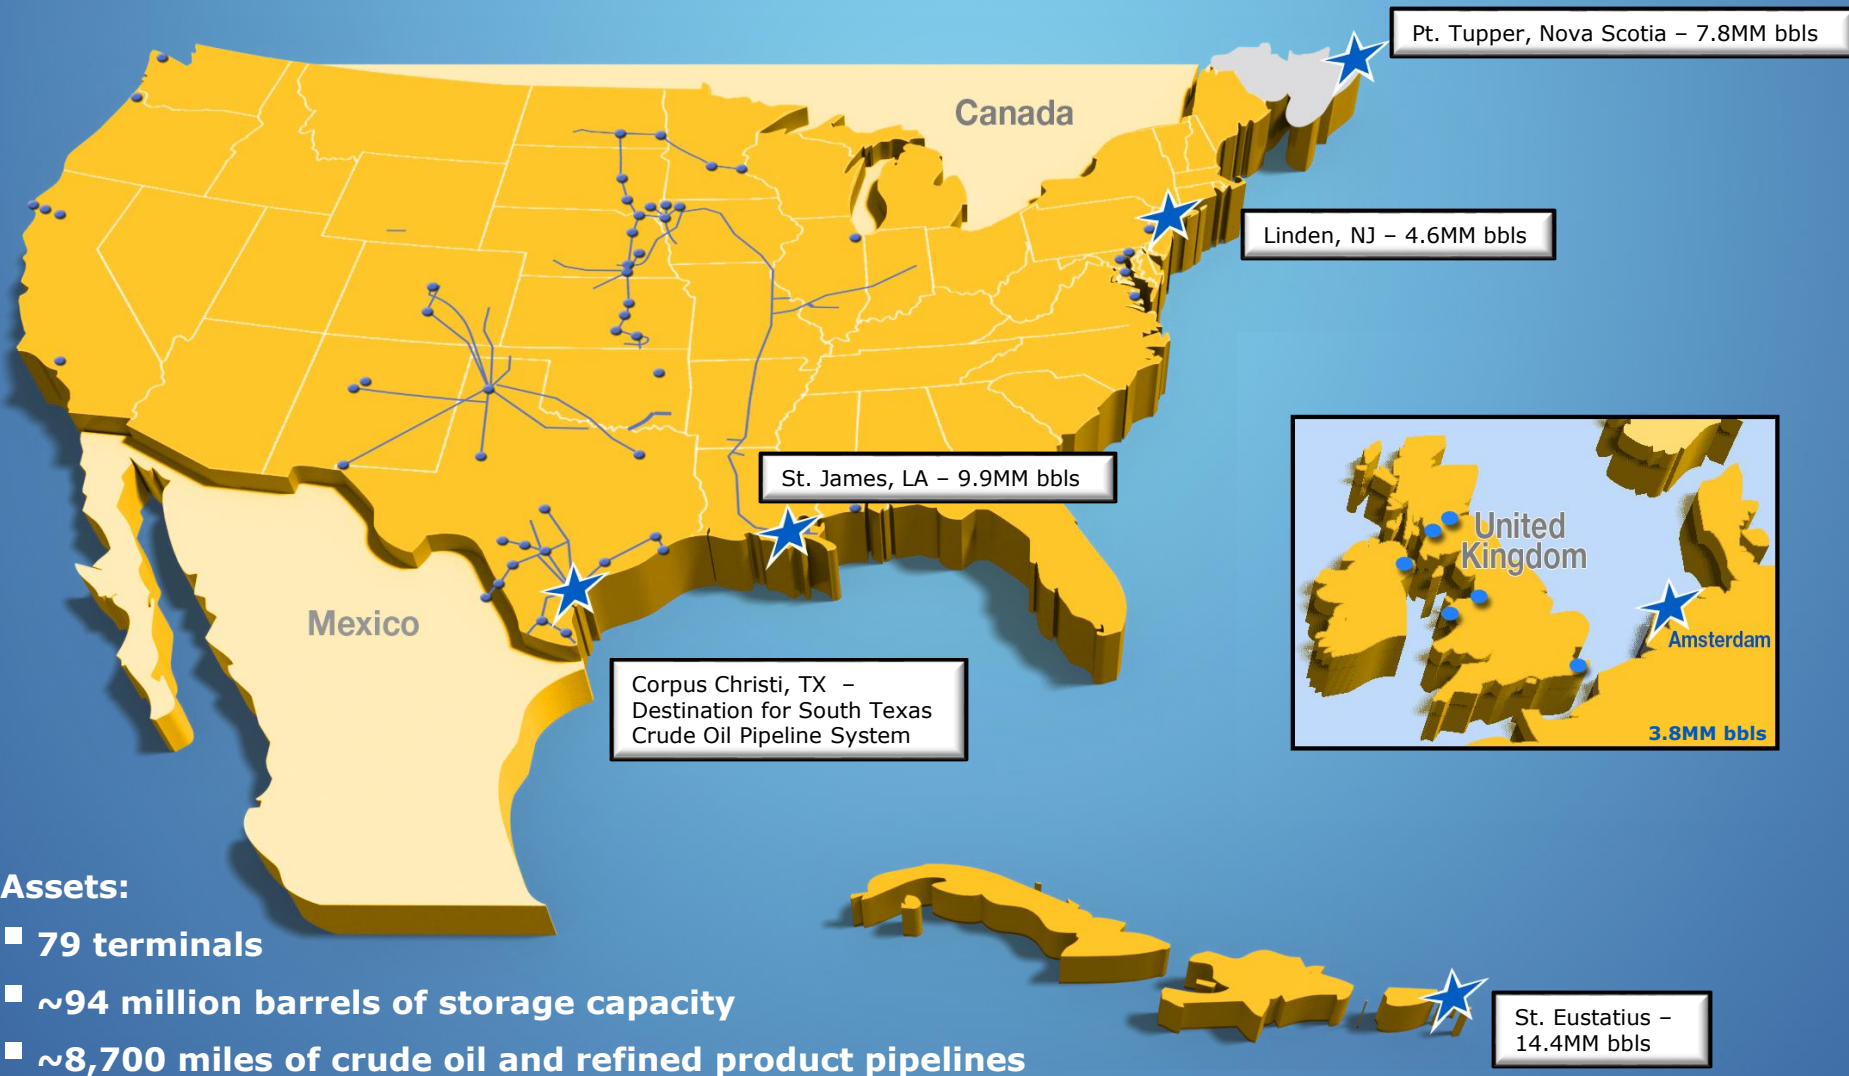 Pt. Tupper, Nova Scotia – 7.8MM bbls
Canada
Linden, NJ – 4.6MM bbls
St. James, LA – 9.9MM bbls
United
Kingdom
Amsterdam
3.8MM bbls
Mexico
Corpus Christi, TX –
Destination for South Texas
Crude Oil Pipeline System
Assets:
▪ 79 terminals
▪ ~94 million barrels of storage capacity
▪ ~8,700 miles of crude oil and refined product pipelines
St. Eustatius –
14.4MM bbls